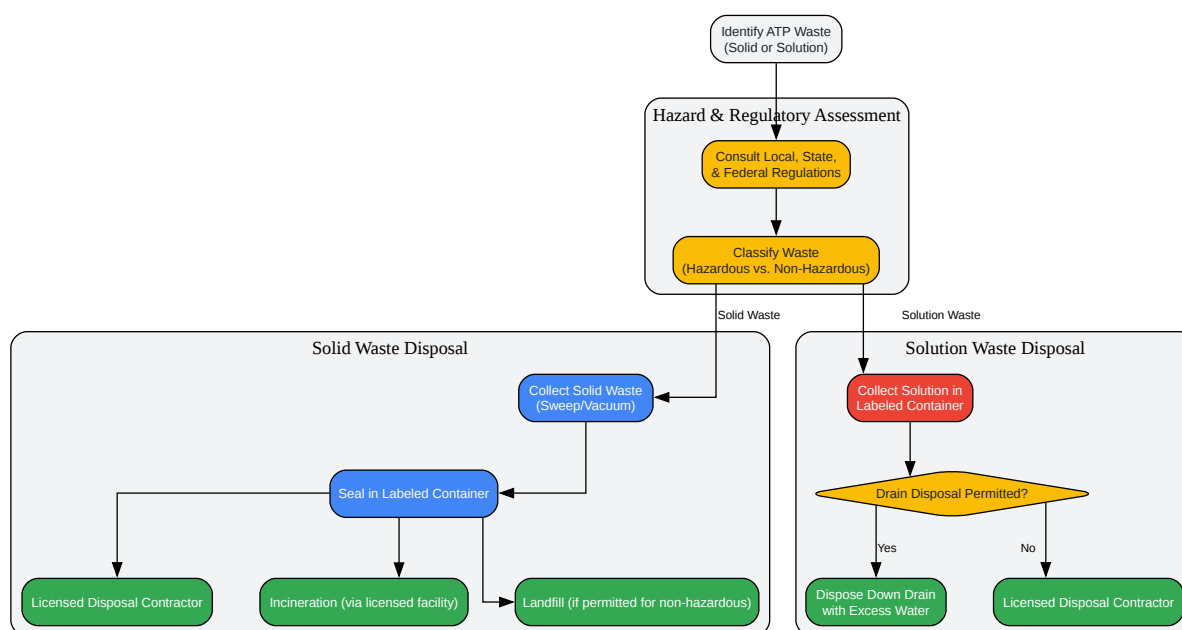 Identify ATP Waste
(Solid or Solution)
Hazard & Regulatory Assessment
Consult Local, State,
& Federal Regulations
Classify Waste
(Hazardous vs. Non-Hazardous)
Solid Waste
Solution Waste
Solid Waste Disposal
Collect Solid Waste
(Sweep/Vacuum)
Seal in Labeled Container
Licensed Disposal Contractor
Incineration (via licensed facility)
Landfill (if permitted for non-hazardous)
Solution Waste Disposal
Collect Solution in
Labeled Container
Drain Disposal Permitted?
Yes
No
Dispose Down Drain
with Excess Water
Licensed Disposal Contractor